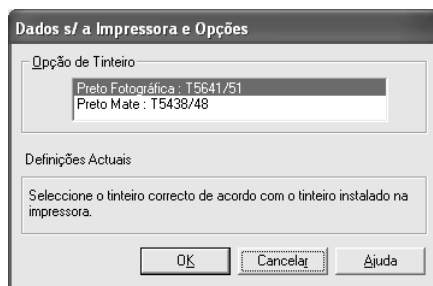 Dados s/ a Impressora e Opções
Opção de Tinteiro
Preto Fotográfica : T5641/51
Preto Mate : T5438/48
Definições Actuais
Seleccione o tinteiro correcto de acordo com o tinteiro instalado na
impressora.
OK Cancelar Ajuda